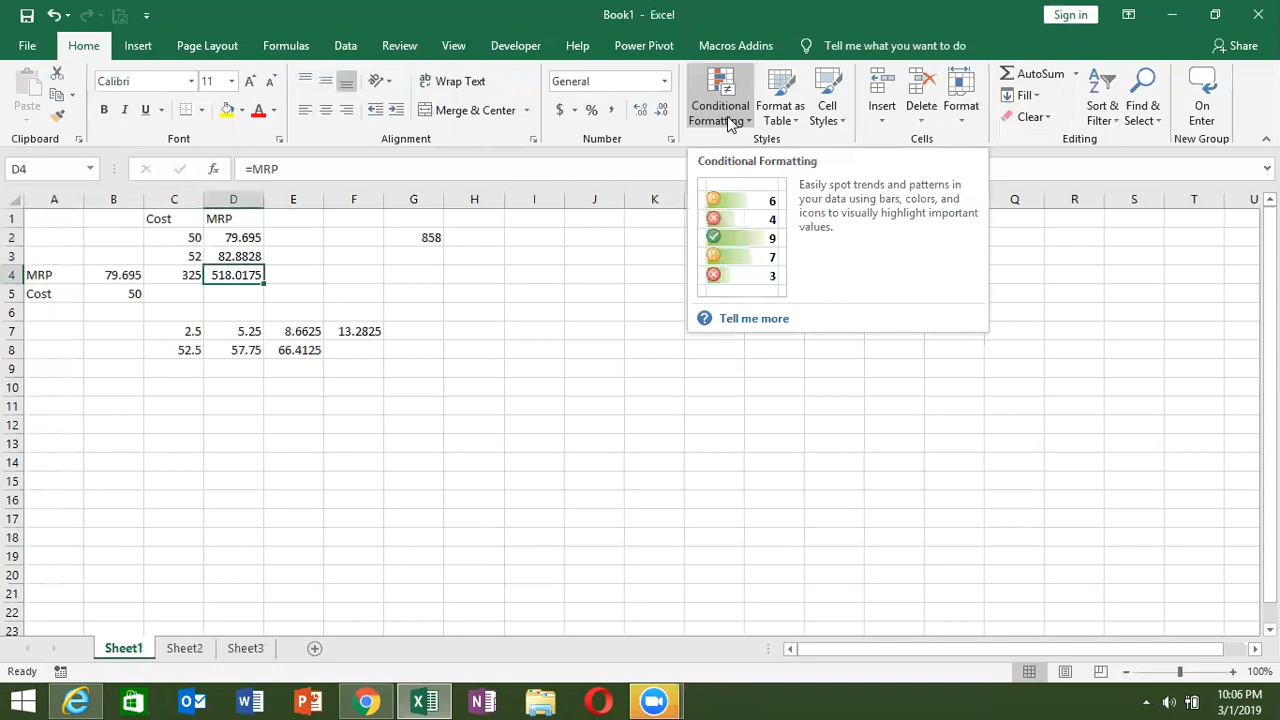 Book1 - Excel
Sign in
File Home Insert Page Layout Formulas Data Review View Developer Help Power Pivot Macros Addins Tell me what you want to do Share
Paste
Clipboard
Calibri 11
B I U
Font
Wrap Text
Merge & Center
Alignment
General
$ % ,
Number
Conditional Formatting
Format as Table
Cell Styles
Styles
Insert Delete Format
Cells
AutoSum
Fill
Clear
Sort & Filter
Find & Select
Editing
On Enter
New Group
D4 fx =MRP
Conditional Formatting
6
4
9
7
3
Easily spot trends and patterns in
your data using bars, colors, and
icons to visually highlight important
values.
Tell me more
A B C D E F G H I J K Q R S T U
1 Cost MRP
2 50 79.695 858
3 52 82.8828
4 MRP 79.695 325 518.0175
5 Cost 50
6
7 2.5 5.25 8.6625 13.2825
8 52.5 57.75 66.4125
9
10
11
12
13
14
15
16
17
18
19
20
21
22
23
Sheet1 Sheet2 Sheet3
Ready 100%
10:06 PM
3/1/2019